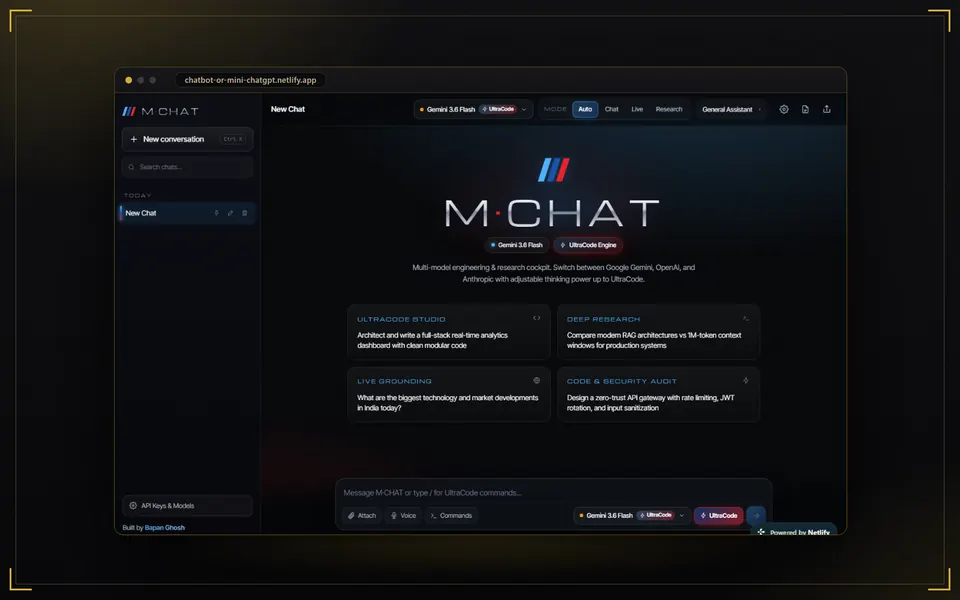 chatbot-or-mini-chatgpt.netlify.app
M·CHAT
New conversation
Ctrl K
Search chats...
TODAY
New Chat
API Keys & Models
Built by Bapan Ghosh
New Chat
Gemini 3.6 Flash UltraCode
MODE Auto Chat Live Research
General Assistant
M·CHAT
Gemini 3.6 Flash UltraCode Engine
Multi-model engineering & research cockpit. Switch between Google Gemini, OpenAI, and
Anthropic with adjustable thinking power up to UltraCode.
ULTRACODE STUDIO
Architect and write a full-stack real-time analytics
dashboard with clean modular code
DEEP RESEARCH
Compare modern RAG architectures vs 1M-token context
windows for production systems
LIVE GROUNDING
What are the biggest technology and market developments
in India today?
CODE & SECURITY AUDIT
Design a zero-trust API gateway with rate limiting, JWT
rotation, and input sanitization
Message M·CHAT or type / for UltraCode commands...
Attach Voice Commands
Gemini 3.6 Flash UltraCode
UltraCode
Powered by Netlify